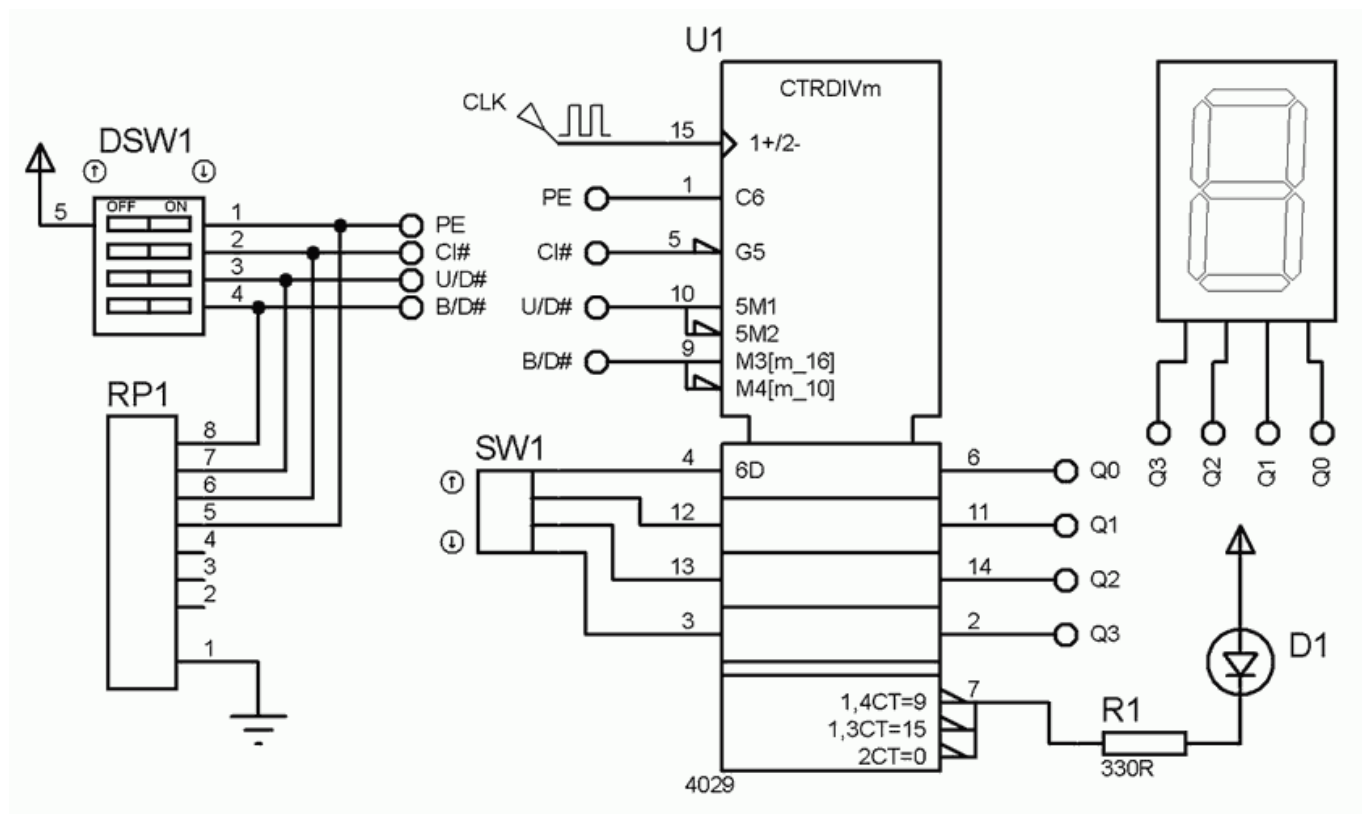 U1
CTRDIVm
CLK
15
1+/2-
DSW1
OFF ON
5
1
PE
2
CI#
3
U/D#
4
B/D#
PE
1
C6
CI#
5
G5
U/D#
10
5M1
5M2
B/D#
9
M3[m_16]
M4[m_10]
RP1
8
7
6
5
4
3
2
1
SW1
4
6D
6
Q0
12
11
Q1
13
14
Q2
3
2
Q3
1,4CT=9
7
1,3CT=15
2CT=0
4029
Q3
Q2
Q1
Q0
D1
R1
330R